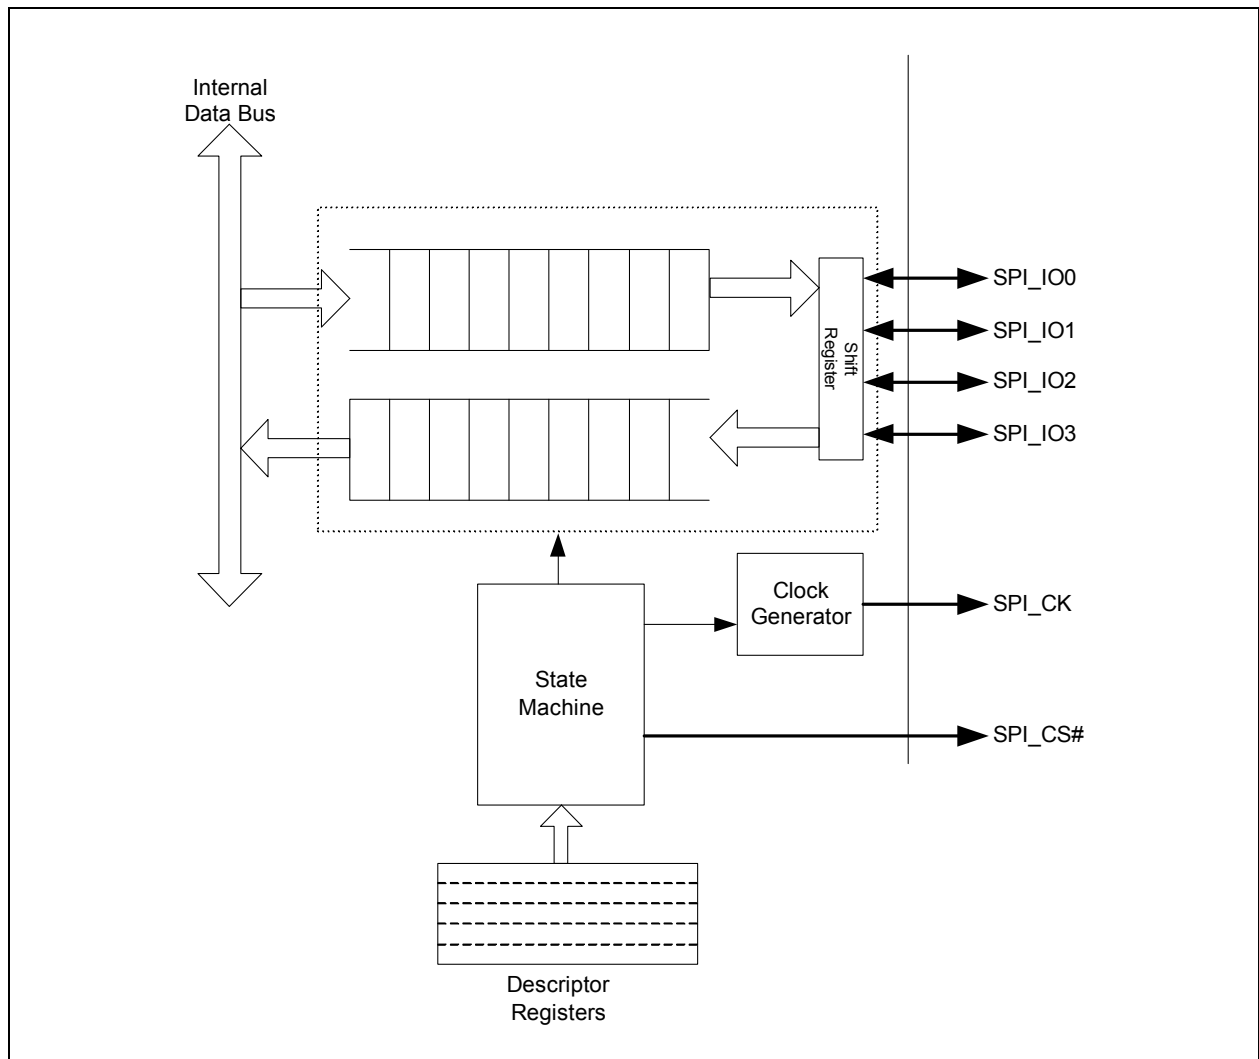 Internal
Data Bus
SPI_IO0
SPI_IO1
Shift
Register
SPI_IO2
SPI_IO3
Clock
Generator
SPI_CK
State
Machine
SPI_CS#
Descriptor
Registers